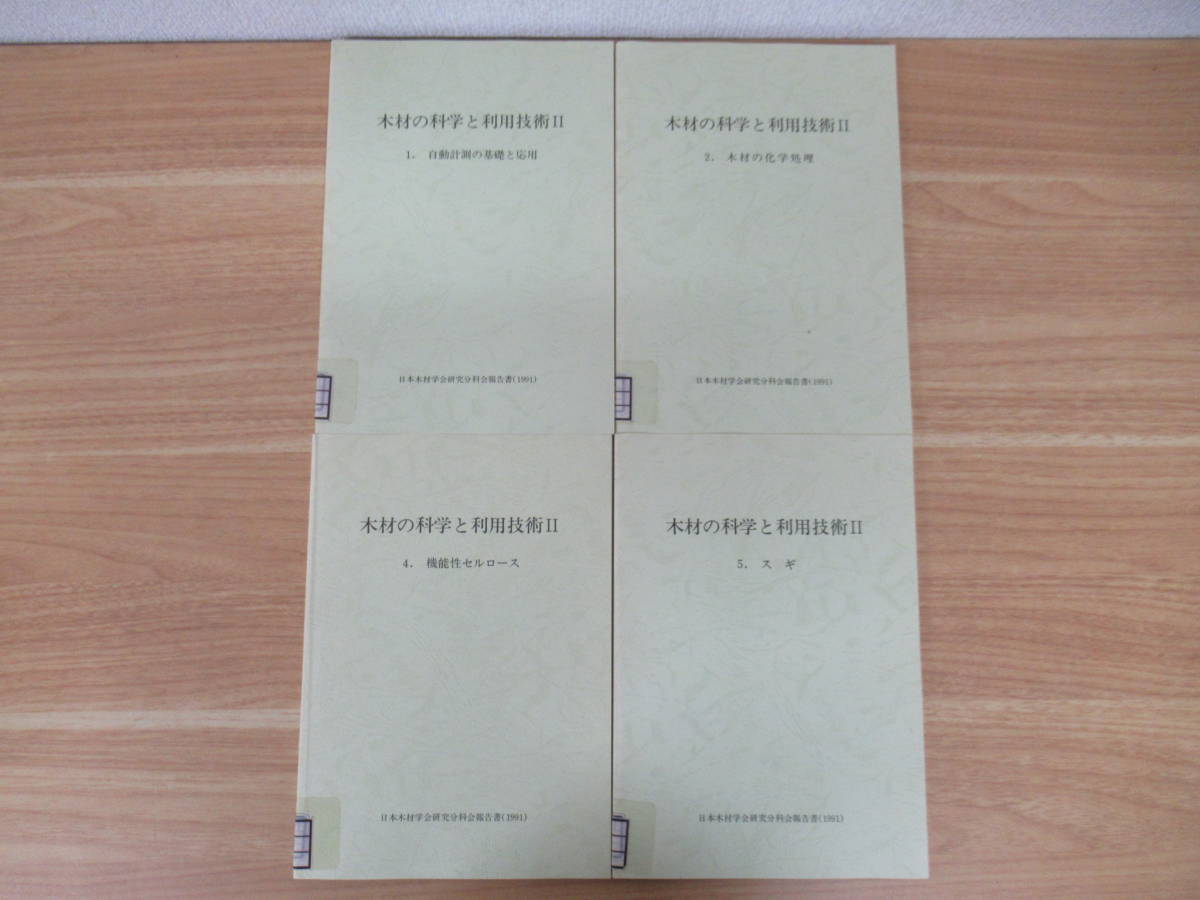 木材の科学と利用技術II
1. 自動計測の基礎と応用
日本木材学会研究分科会報告書(1991)
木材の科学と利用技術II
2. 木材の化学処理
日本木材学会研究分科会報告書(1991)
木材の科学と利用技術II
4. 機能性セルロース
日本木材学会研究分科会報告書(1991)
木材の科学と利用技術II
5. スギ
日本木材学会研究分科会報告書(1991)